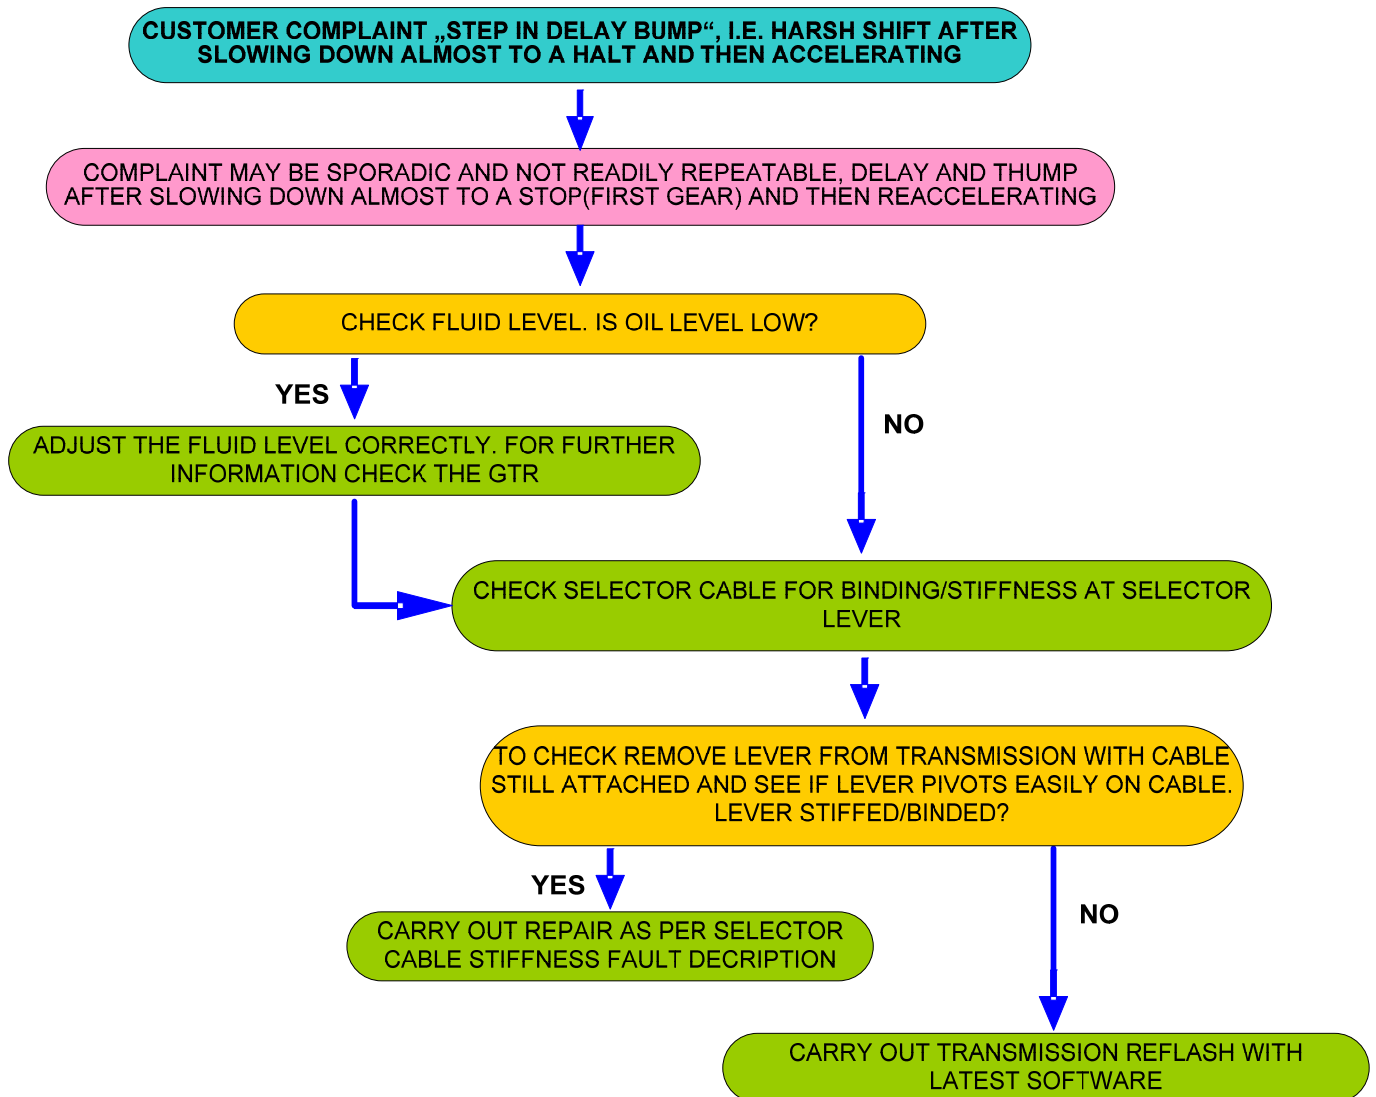 CUSTOMER COMPLAINT „STEP IN DELAY BUMP“, I.E. HARSH SHIFT AFTER
SLOWING DOWN ALMOST TO A HALT AND THEN ACCELERATING
COMPLAINT MAY BE SPORADIC AND NOT READILY REPEATABLE, DELAY AND THUMP
AFTER SLOWING DOWN ALMOST TO A STOP(FIRST GEAR) AND THEN REACCELERATING
CHECK FLUID LEVEL. IS OIL LEVEL LOW?
YES
NO
ADJUST THE FLUID LEVEL CORRECTLY. FOR FURTHER
INFORMATION CHECK THE GTR
CHECK SELECTOR CABLE FOR BINDING/STIFFNESS AT SELECTOR
LEVER
TO CHECK REMOVE LEVER FROM TRANSMISSION WITH CABLE
STILL ATTACHED AND SEE IF LEVER PIVOTS EASILY ON CABLE.
LEVER STIFFED/BINDED?
YES
NO
CARRY OUT REPAIR AS PER SELECTOR
CABLE STIFFNESS FAULT DECRIPTION
CARRY OUT TRANSMISSION REFLASH WITH
LATEST SOFTWARE